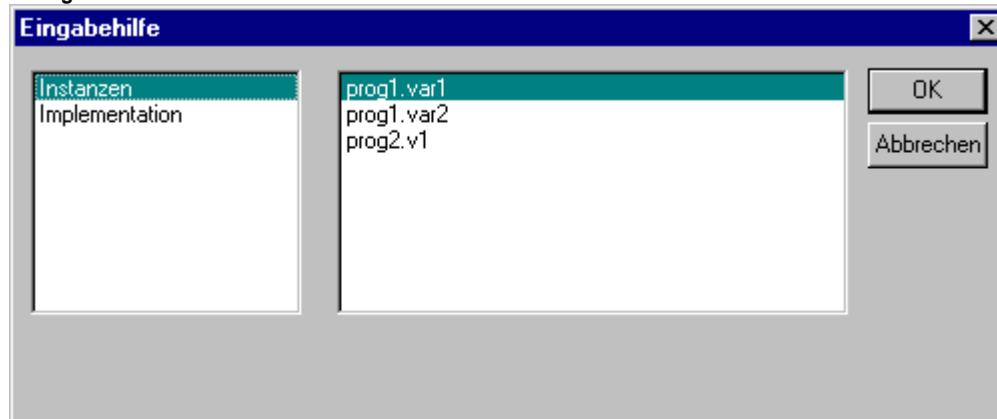 Eingabehilfe
Instanzen
Implementation
prog1.var1
prog1.var2
prog2.v1
OK
Abbrechen